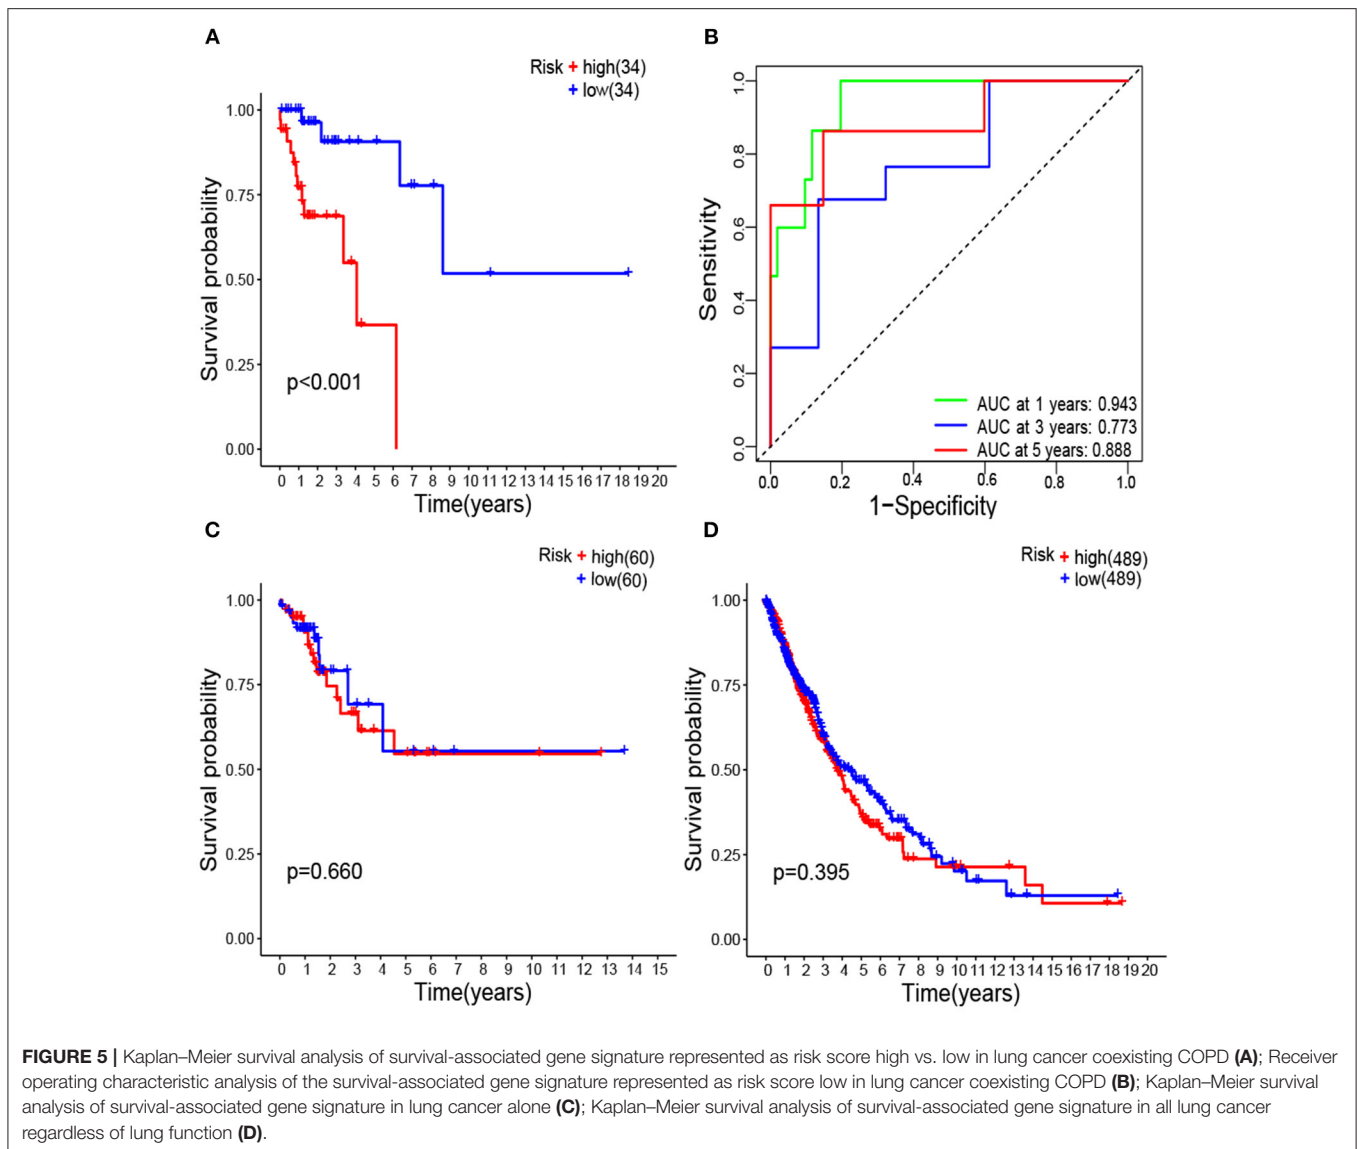 A
Risk + high(34)
+ low(34)
1.00
0.75
0.50
0.25
0.00
Survival probability
p<0.001
0 1 2 3 4 5 6 7 8 9 10 11 12 13 14 15 16 17 18 19 20
Time(years)
B
1.0
0.8
0.6
0.4
0.2
0.0
Sensitivity
AUC at 1 years: 0.943
AUC at 3 years: 0.773
AUC at 5 years: 0.888
0.0 0.2 0.4 0.6 0.8 1.0
1−Specificity
C
Risk + high(60)
+ low(60)
1.00
0.75
0.50
0.25
0.00
Survival probability
p=0.660
0 1 2 3 4 5 6 7 8 9 10 11 12 13 14 15
Time(years)
D
Risk + high(489)
+ low(489)
1.00
0.75
0.50
0.25
0.00
Survival probability
p=0.395
0 1 2 3 4 5 6 7 8 9 10 11 12 13 14 15 16 17 18 19 20
Time(years)
FIGURE 5 | Kaplan–Meier survival analysis of survival-associated gene signature represented as risk score high vs. low in lung cancer coexisting COPD (A); Receiver
operating characteristic analysis of the survival-associated gene signature represented as risk score low in lung cancer coexisting COPD (B); Kaplan–Meier survival
analysis of survival-associated gene signature in lung cancer alone (C); Kaplan–Meier survival analysis of survival-associated gene signature in all lung cancer
regardless of lung function (D).